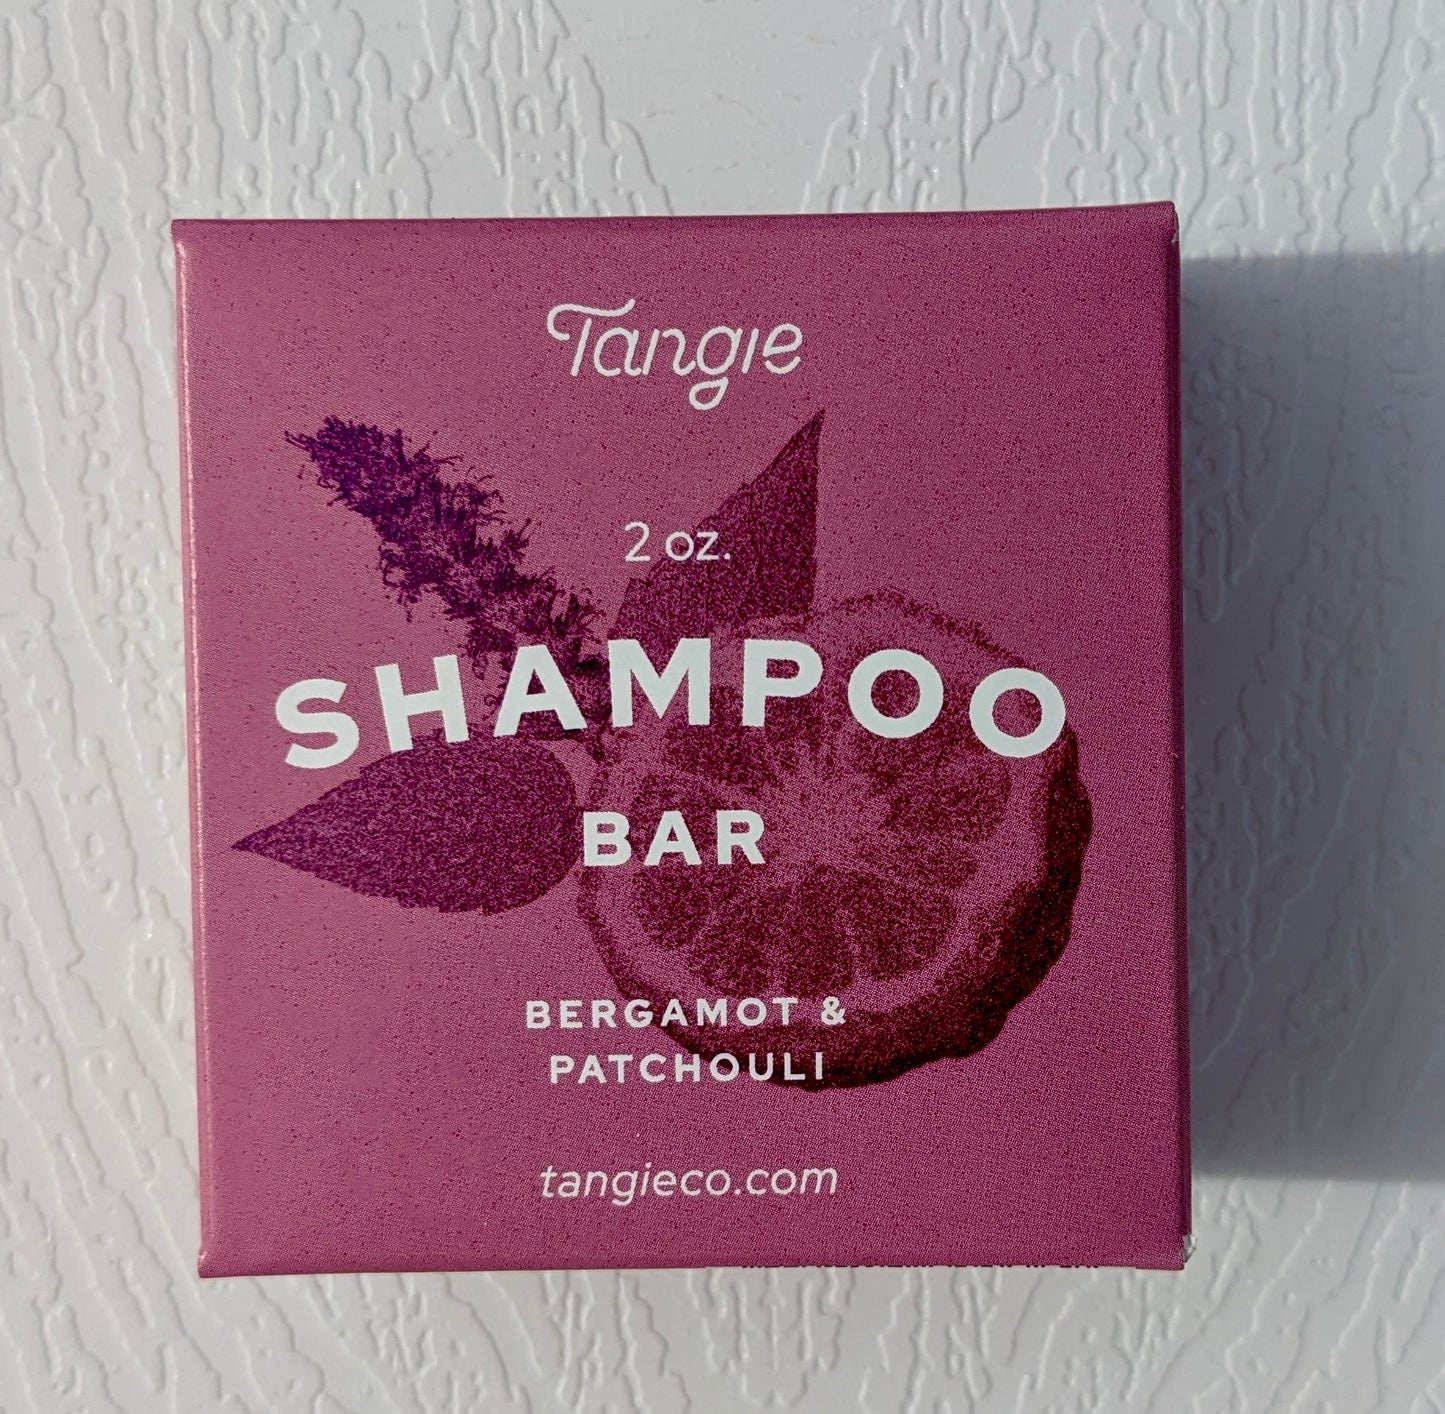 Tangie
2 oz.
SHAMPOO
BAR
BERGAMOT &
PATCHOULI
tangieco.com